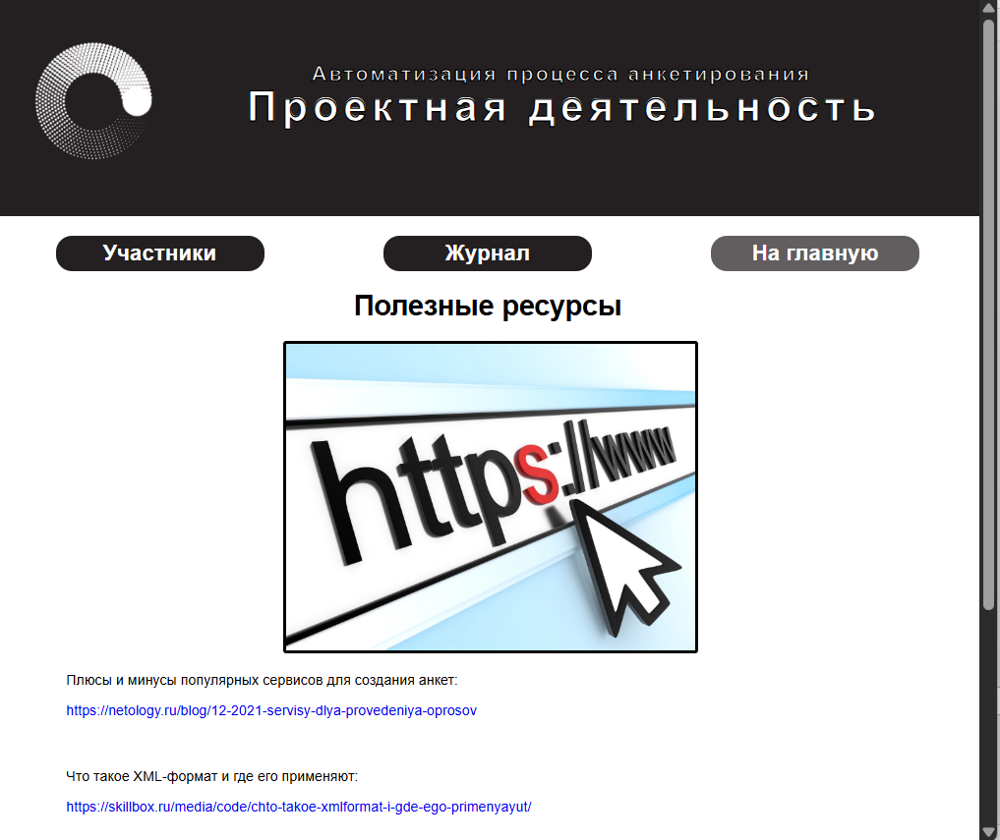 Автоматизация процесса анкетирования
Проектная деятельность
Участники
Журнал
На главную
Полезные ресурсы
https://www
Плюсы и минусы популярных сервисов для создания анкет:
https://netology.ru/blog/12-2021-servisy-dlya-provedeniya-oprosov
Что такое XML-формат и где его применяют:
https://skillbox.ru/media/code/chto-takoe-xmlformat-i-gde-ego-primenyayut/